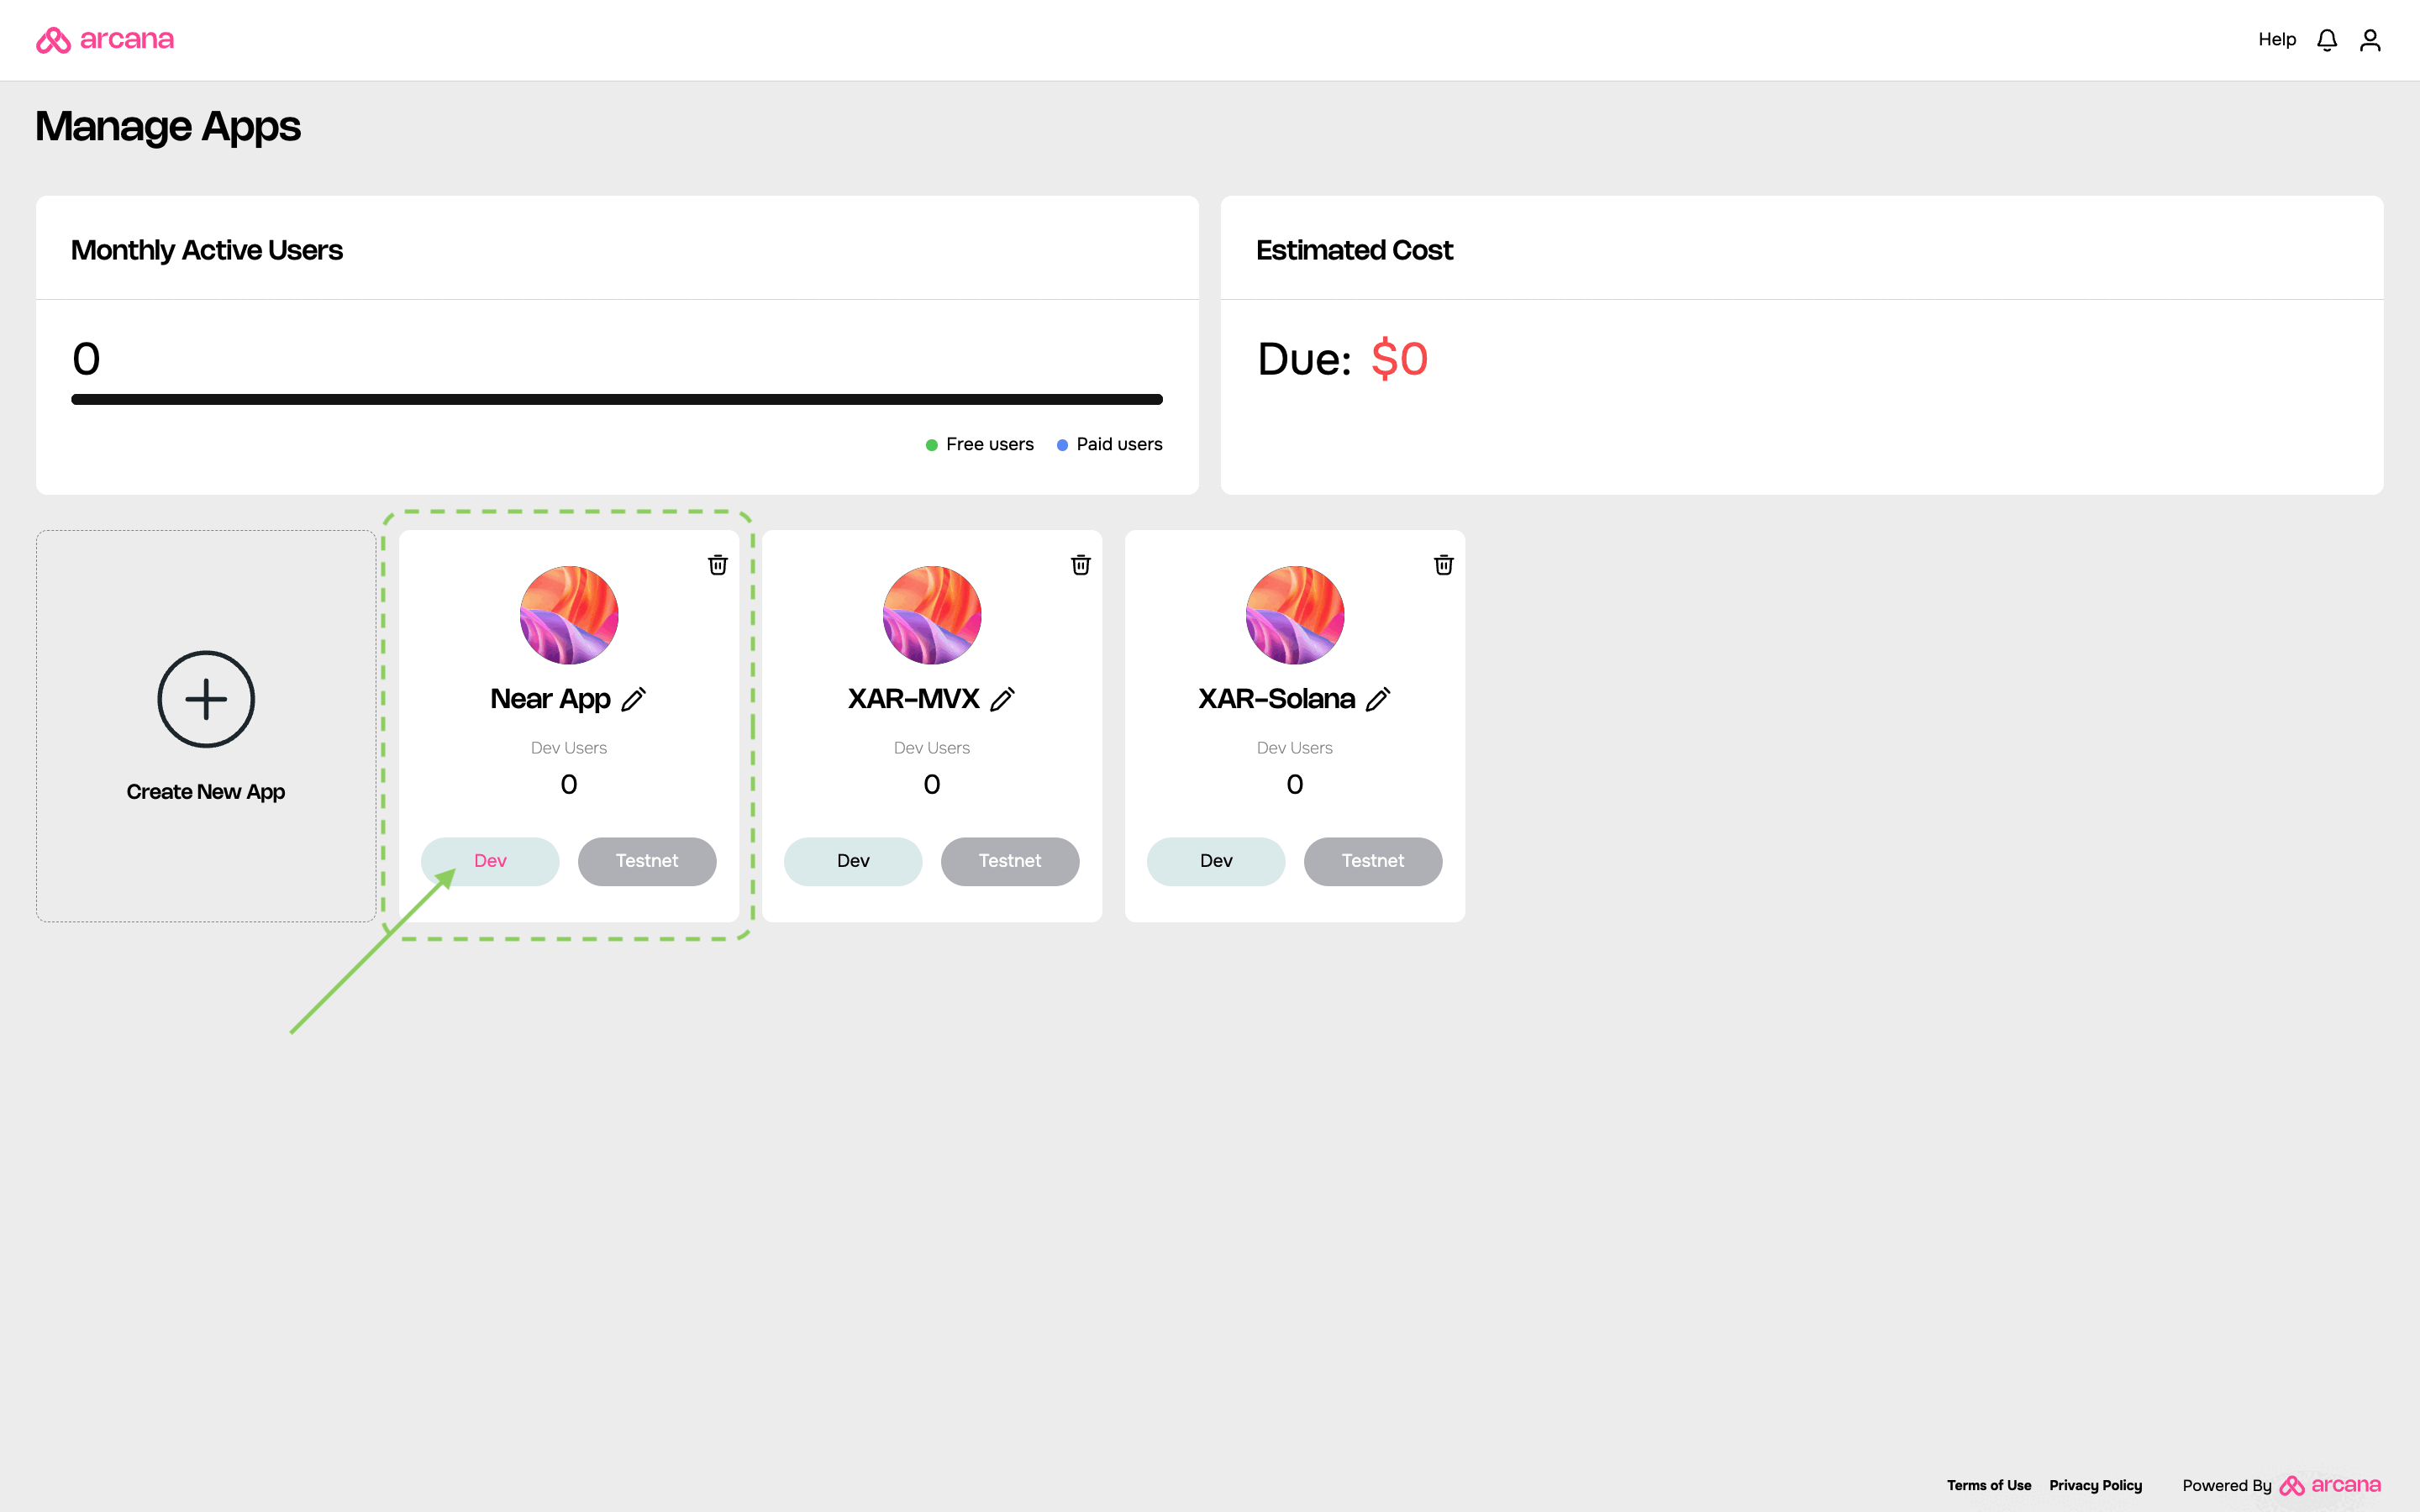 arcana
Help
Manage Apps
Monthly Active Users
0
Free users
Paid users
Estimated Cost
Due: $0
Create New App
Near App
Dev Users
0
Dev
Testnet
XAR-MVX
Dev Users
0
Dev
Testnet
XAR-Solana
Dev Users
0
Dev
Testnet
Terms of Use
Privacy Policy
Powered By arcana